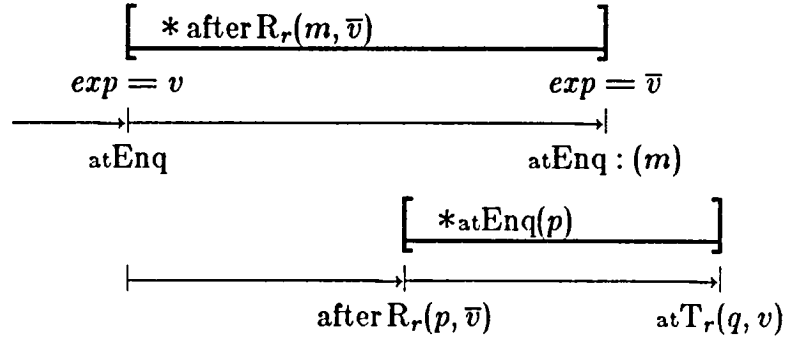 * after R_r(m, v̅)
exp = v exp = v̅
atEnq atEnq : (m)
*atEnq(p)
after R_r(p, v̅) atT_r(q, v)